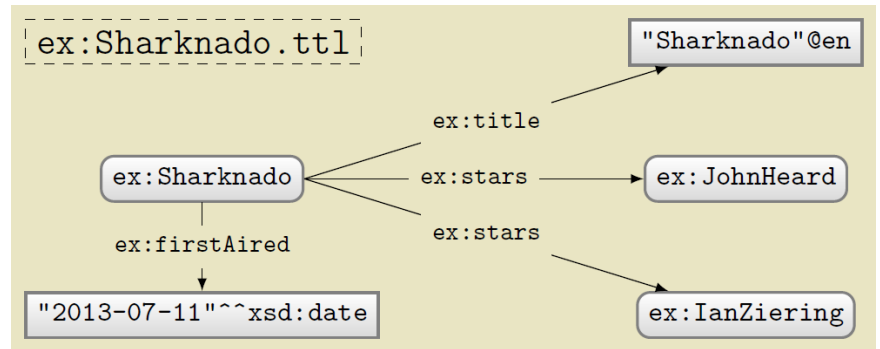 ex:Sharknado.ttl
"Sharknado"@en
ex:title
ex:Sharknado
ex:stars
ex:JohnHeard
ex:stars
ex:firstAired
"2013-07-11"^^xsd:date
ex:IanZiering